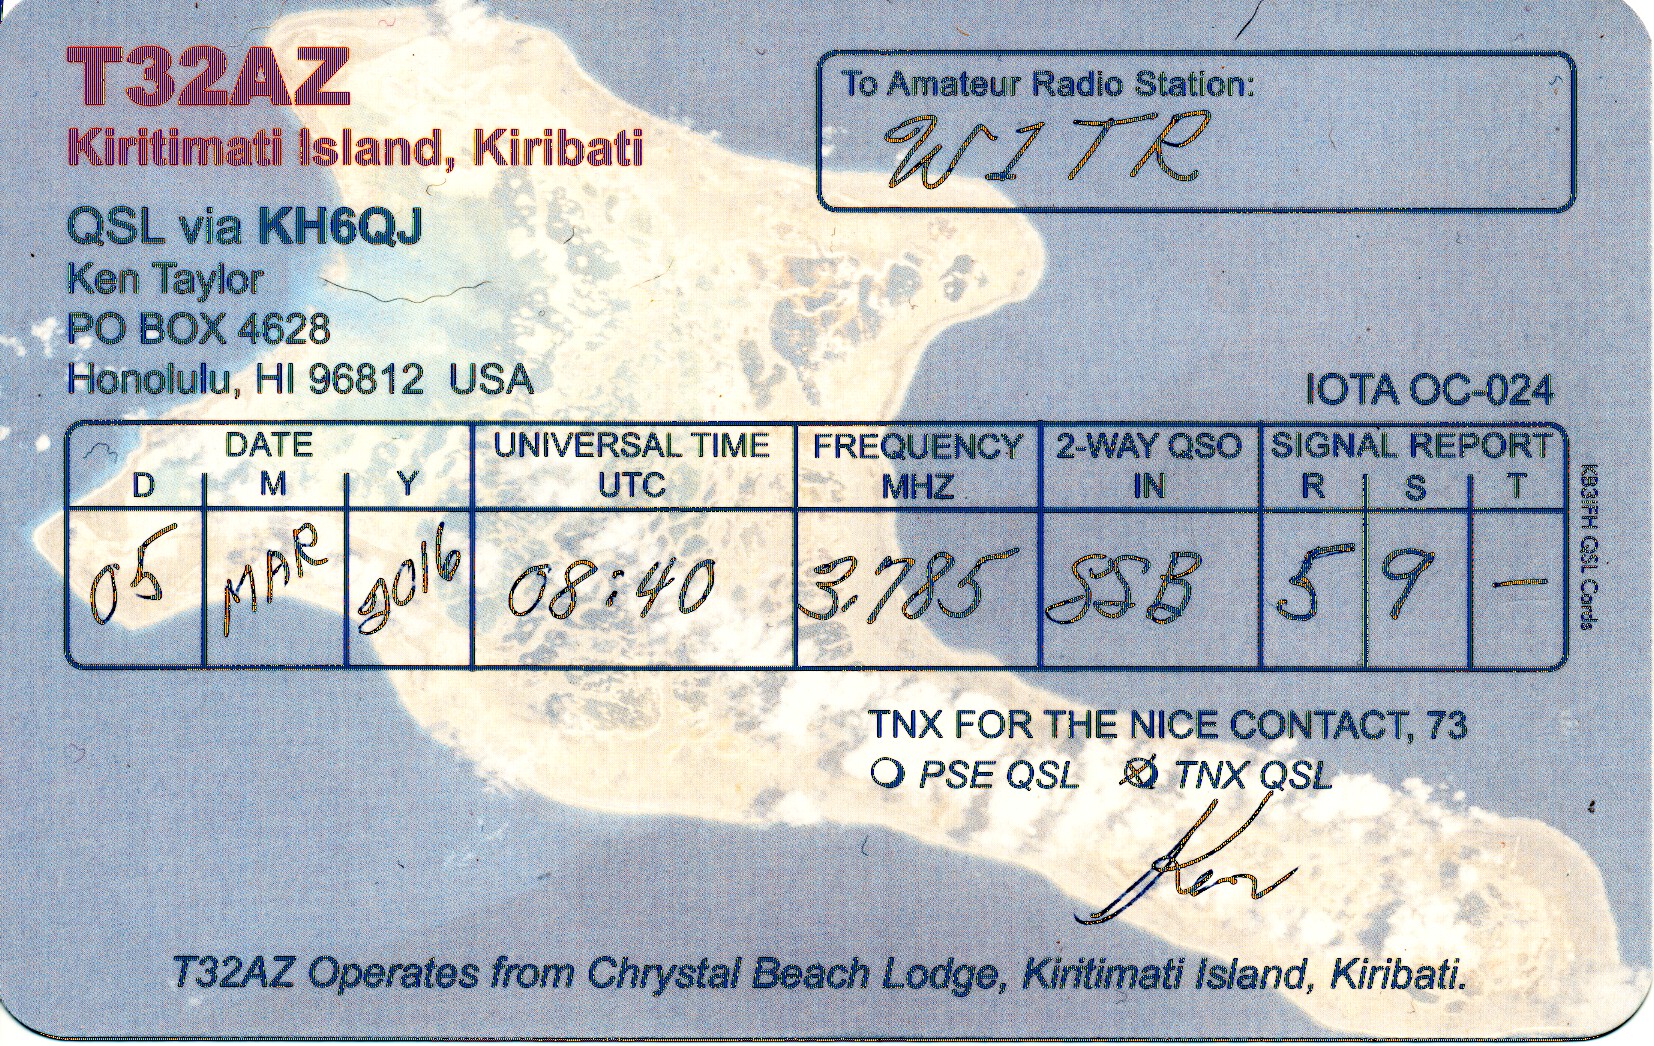 T32AZ
Kiritimati Island, Kiribati
QSL via KH6QJ
Ken Taylor
PO BOX 4628
Honolulu, HI 96812 USA
To Amateur Radio Station:
W1TR
IOTA OC-024
DATE UNIVERSAL TIME FREQUENCY 2-WAY QSO SIGNAL REPORT
D M Y UTC MHZ IN R S T
05 MAR 2016 08:40 3.785 SSB 5 9 –
KB3IFH QSL Cards
TNX FOR THE NICE CONTACT, 73
PSE QSL TNX QSL
Ken
T32AZ Operates from Chrystal Beach Lodge, Kiritimati Island, Kiribati.